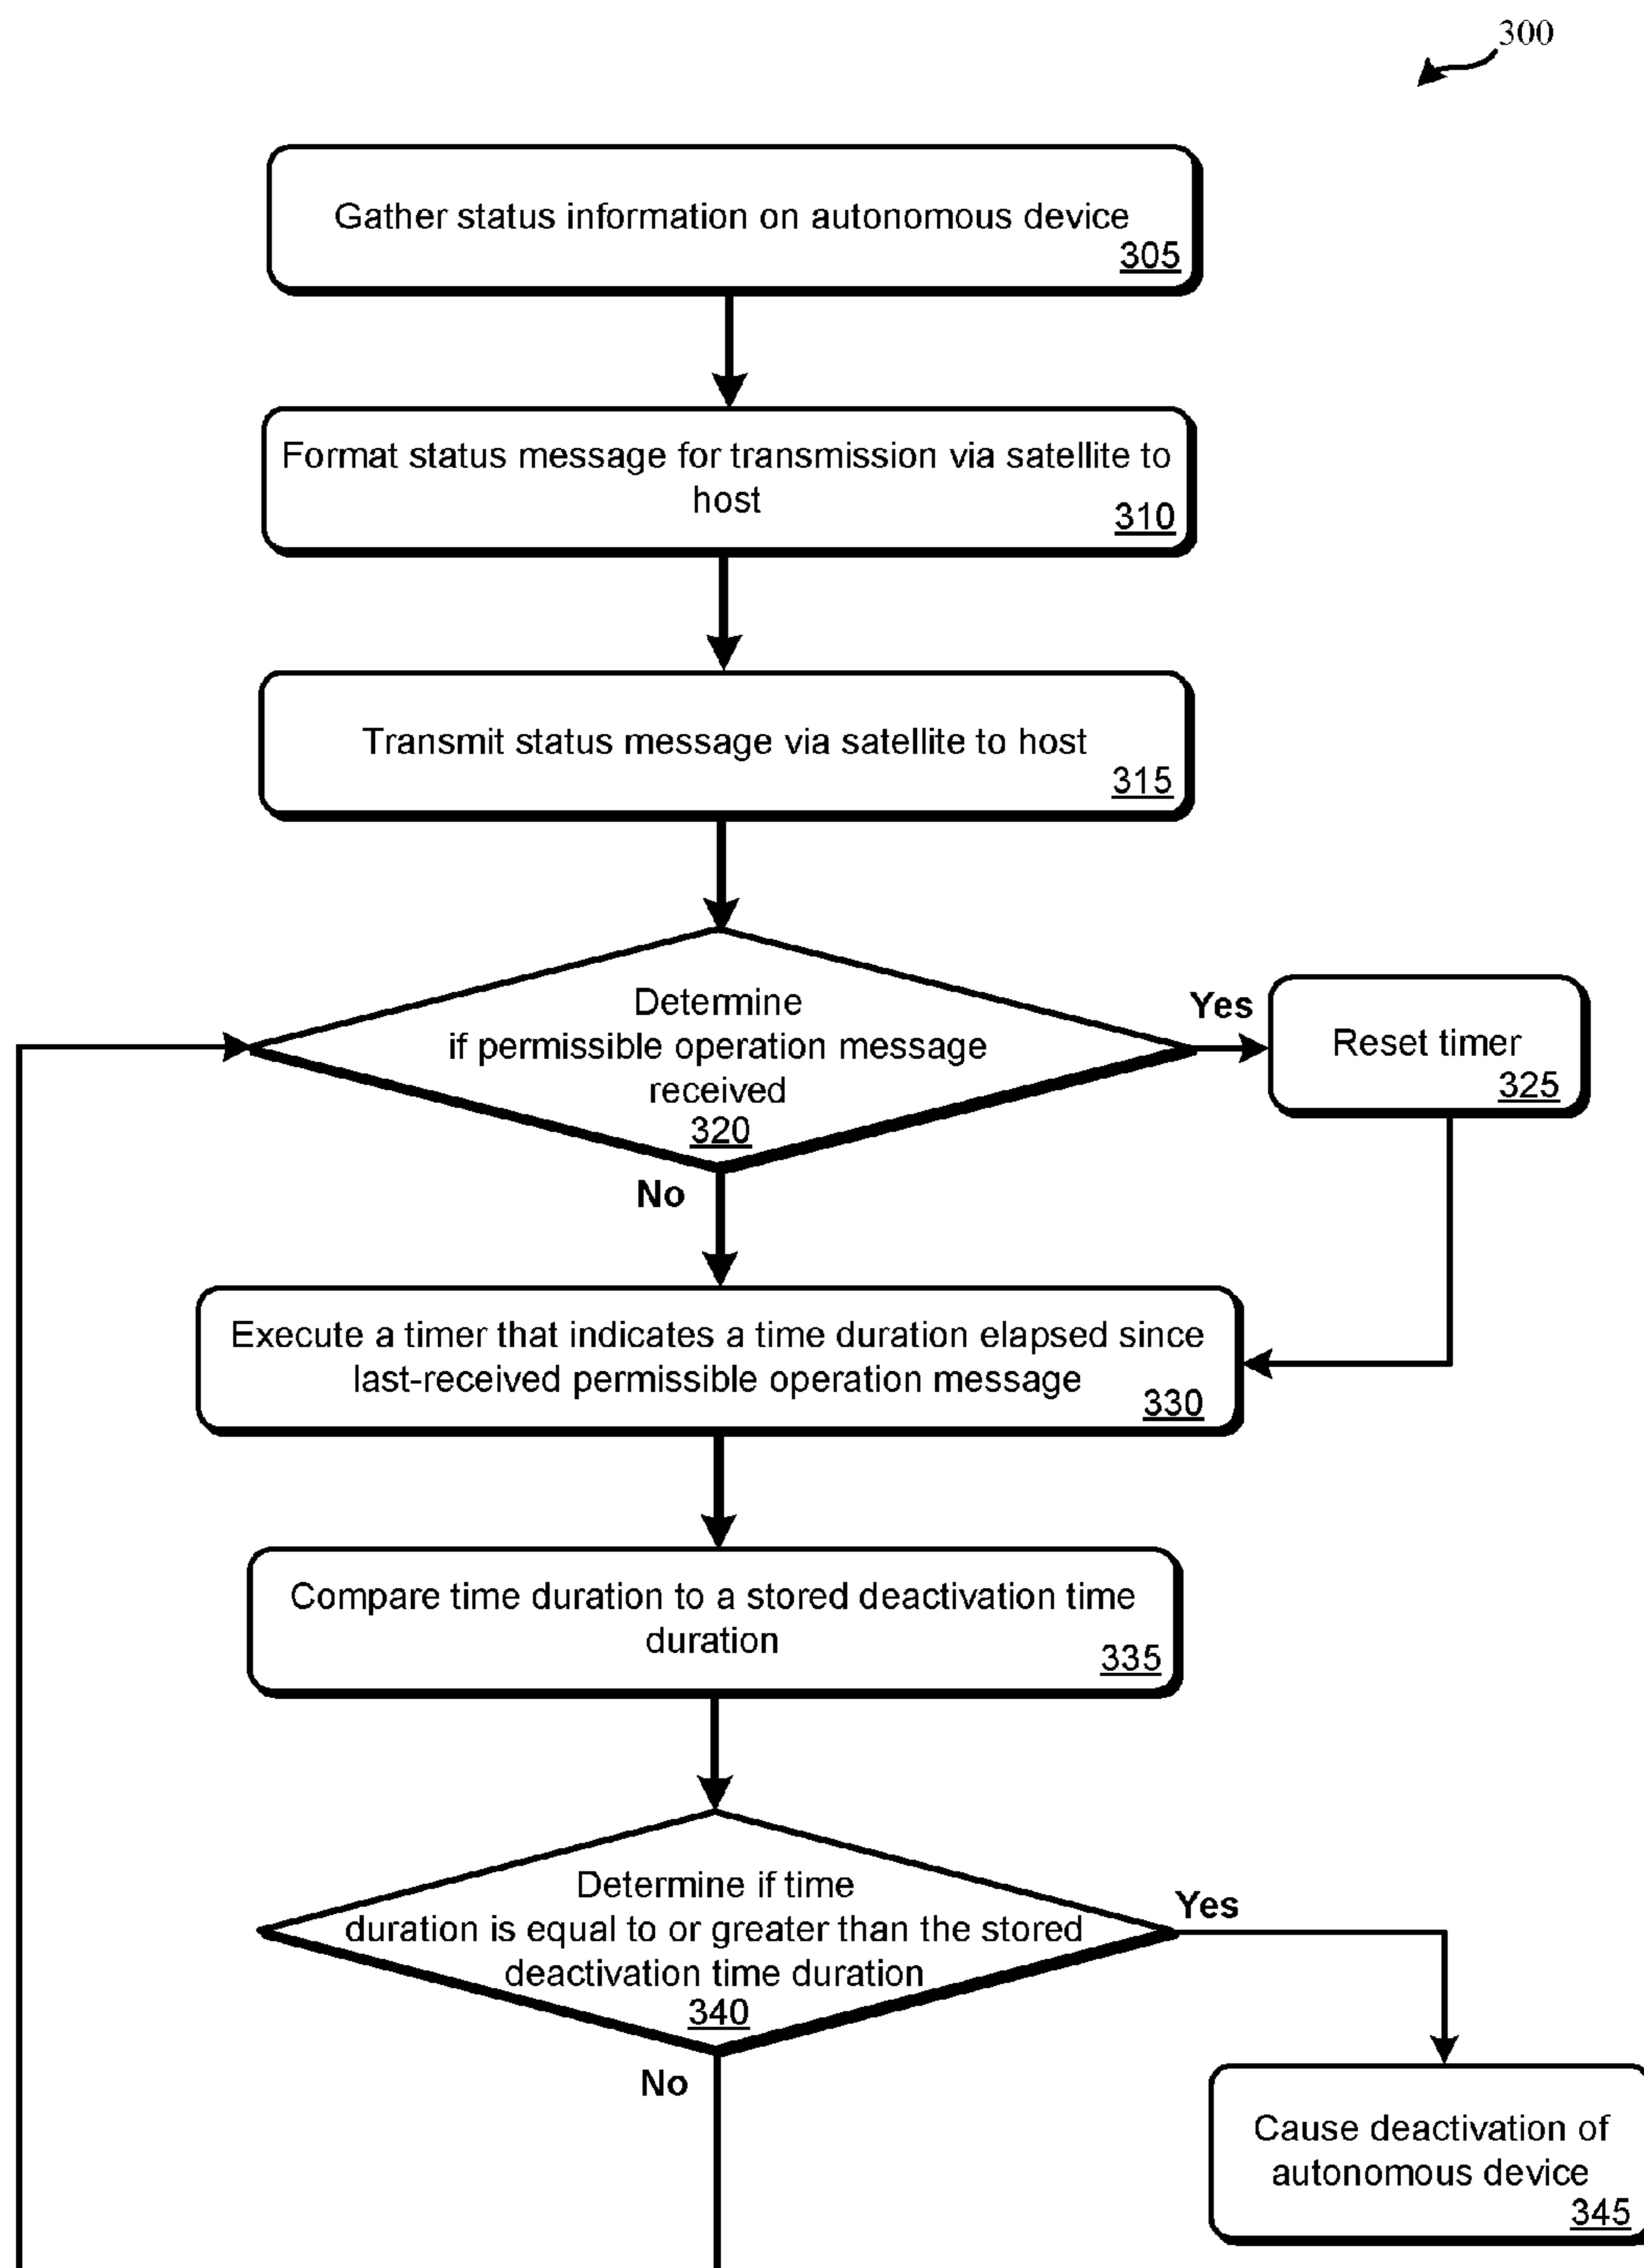 300
Gather status information on autonomous device
305
Format status message for transmission via satellite to
host
310
Transmit status message via satellite to host
315
Determine
if permissible operation message
received
320
Yes
Reset timer
325
No
Execute a timer that indicates a time duration elapsed since
last-received permissible operation message
330
Compare time duration to a stored deactivation time
duration
335
Determine if time
duration is equal to or greater than the stored
deactivation time duration
340
Yes
No
Cause deactivation of
autonomous device
345